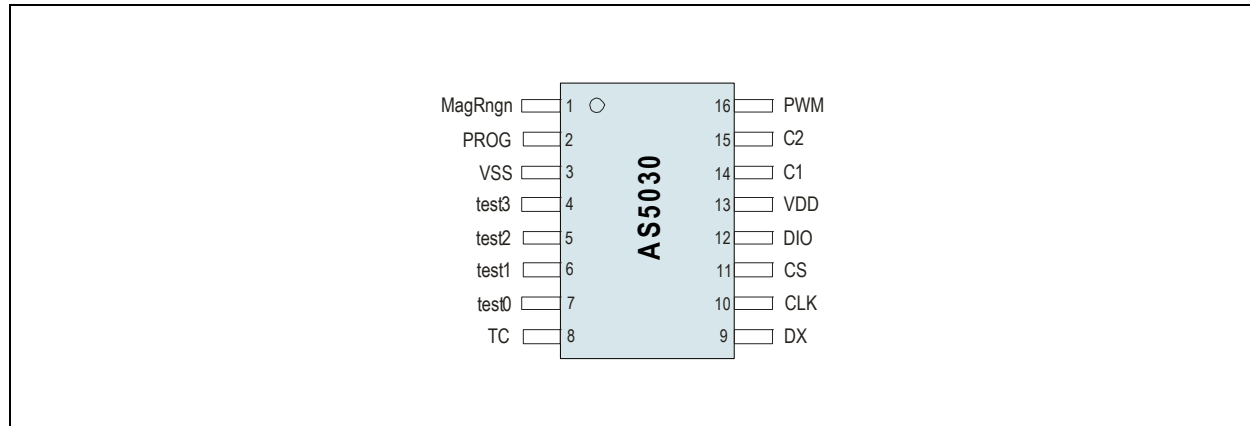 MagRngn 1 16 PWM
PROG 2 15 C2
VSS 3 14 C1
test3 4 13 VDD
test2 5 12 DIO
test1 6 11 CS
test0 7 10 CLK
TC 8 9 DX
AS5030